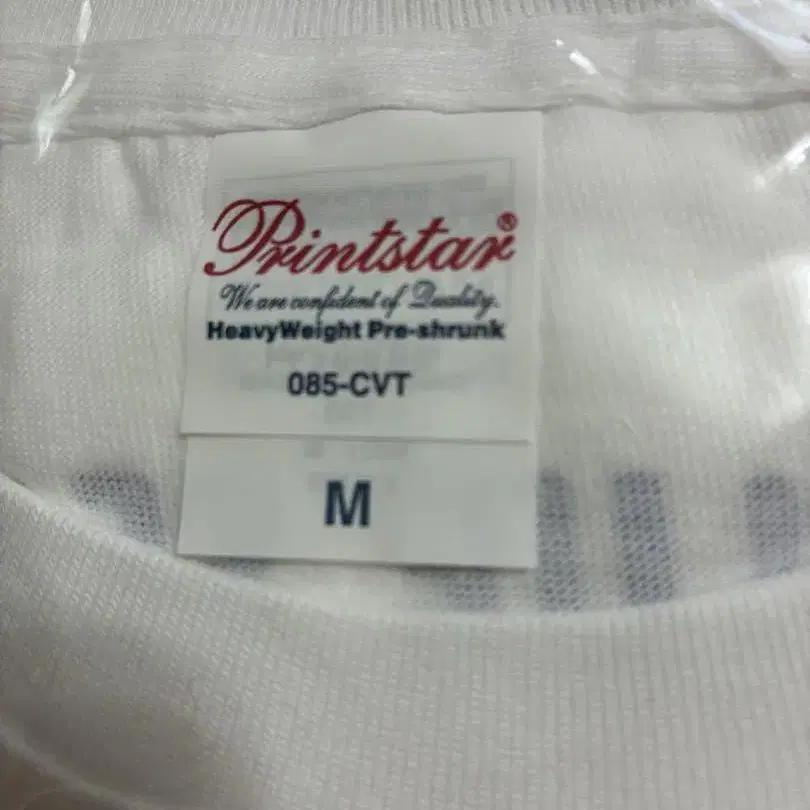 Printstar®
We are confident of Quality.
HeavyWeight Pre-shrunk
085-CVT
M